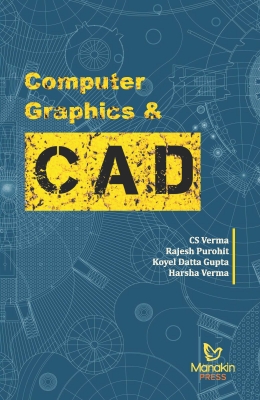 Computer
Graphics &
CAD
CS Verma
Rajesh Purohit
Koyel Datta Gupta
Harsha Verma
Manakin
PRESS